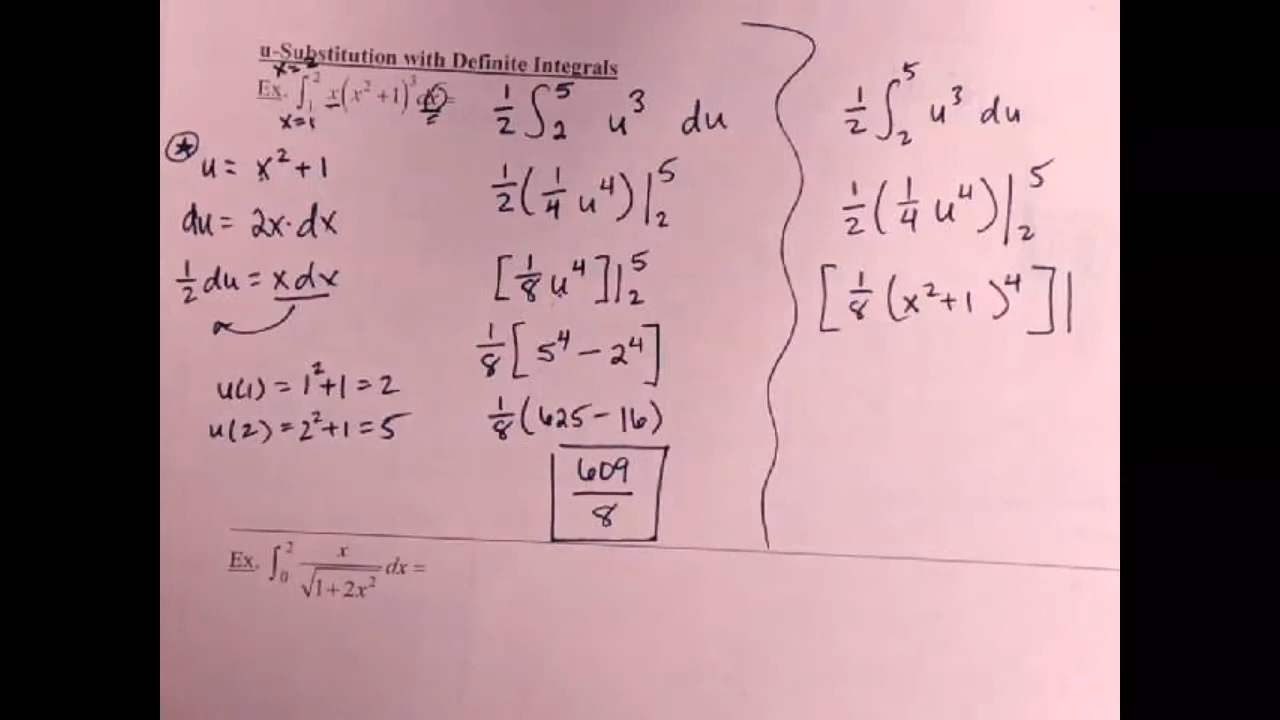 u-Substitution with Definite Integrals
x=2
Ex. ∫₁² x(x² + 1)³ dx =
x=1
u = x² + 1
du = 2x · dx
½ du = x dx
u(1) = 1² + 1 = 2
u(2) = 2² + 1 = 5
½ ∫₂⁵ u³ du
½ (¼ u⁴) |₂⁵
[⅛ u⁴] |₂⁵
⅛ [5⁴ − 2⁴]
⅛ (625 − 16)
609/8
½ ∫₂⁵ u³ du
½ (¼ u⁴) |₂⁵
[⅛ (x² + 1)⁴] |
Ex. ∫₀² x/√(1 + 2x²) dx =